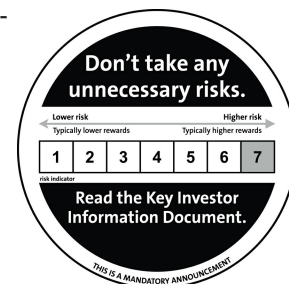 Don't take any
unnecessary risks.
Lower risk Higher risk
Typically lower rewards Typically higher rewards
1 2 3 4 5 6 7
risk indicator
Read the Key Investor
Information Document.
THIS IS A MANDATORY ANNOUNCEMENT